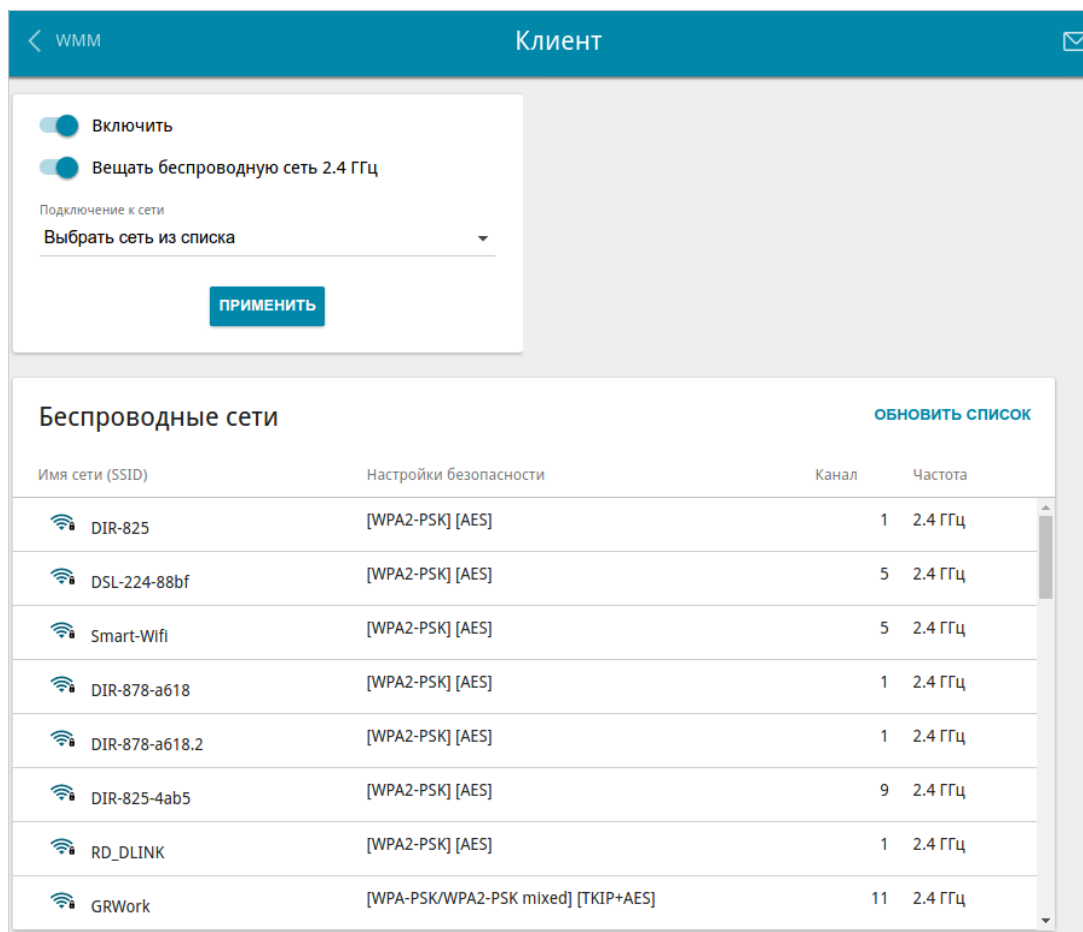 WMM Клиент
Включить
Вещать беспроводную сеть 2.4 ГГц
Подключение к сети
Выбрать сеть из списка
ПРИМЕНИТЬ
Беспроводные сети ОБНОВИТЬ СПИСОК
Имя сети (SSID) Настройки безопасности Канал Частота
DIR-825 [WPA2-PSK] [AES] 1 2.4 ГГц
DSL-224-88bf [WPA2-PSK] [AES] 5 2.4 ГГц
Smart-Wifi [WPA2-PSK] [AES] 5 2.4 ГГц
DIR-878-a618 [WPA2-PSK] [AES] 1 2.4 ГГц
DIR-878-a618.2 [WPA2-PSK] [AES] 1 2.4 ГГц
DIR-825-4ab5 [WPA2-PSK] [AES] 9 2.4 ГГц
RD_DLINK [WPA2-PSK] [AES] 1 2.4 ГГц
GRWork [WPA-PSK/WPA2-PSK mixed] [TKIP+AES] 11 2.4 ГГц